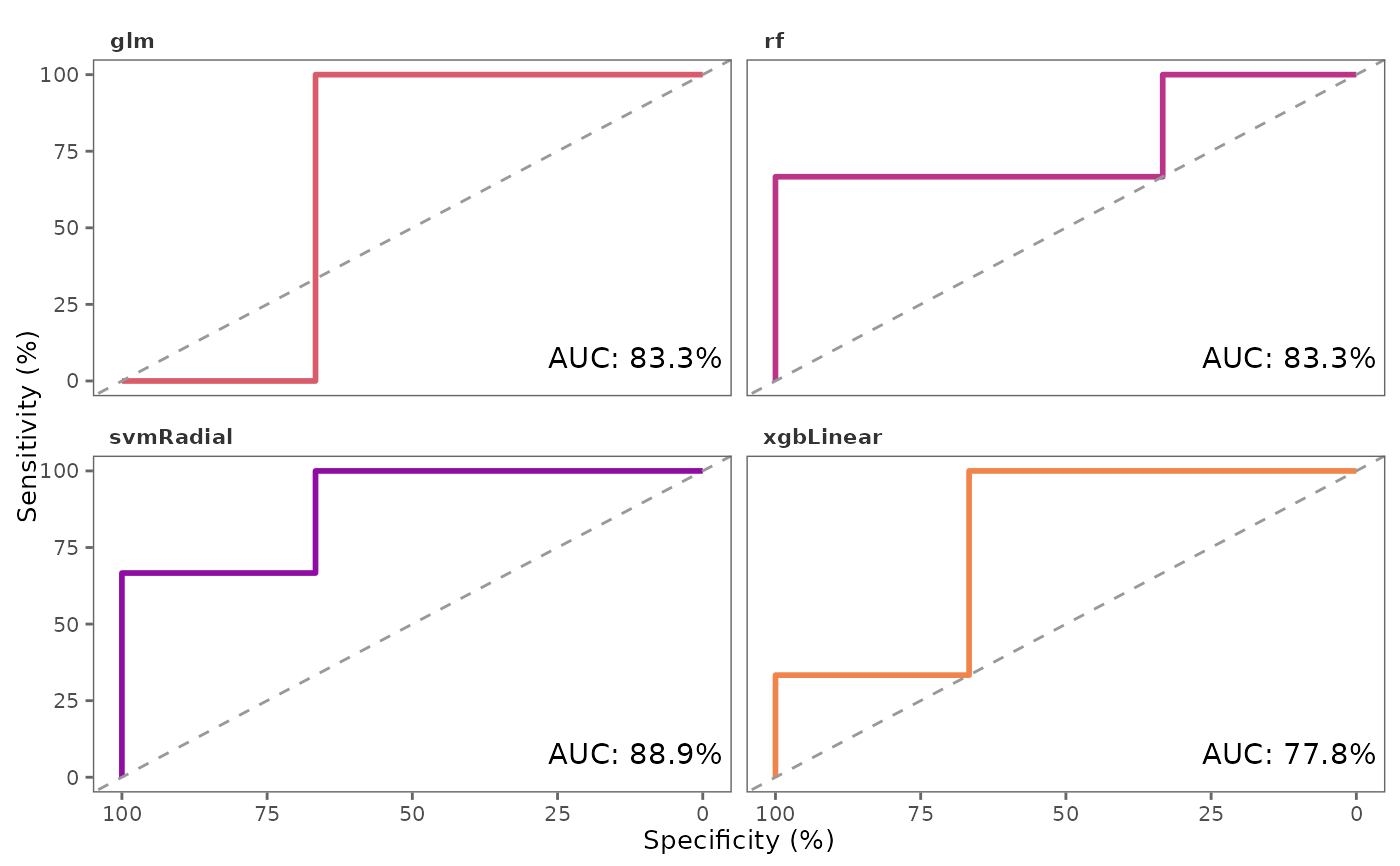 glm
rf
100
75
50
25
0
AUC: 83.3%
AUC: 83.3%
Sensitivity (%)
svmRadial
xgbLinear
100
75
50
25
0
AUC: 88.9%
AUC: 77.8%
100 75 50 25 0 100 75 50 25 0
Specificity (%)